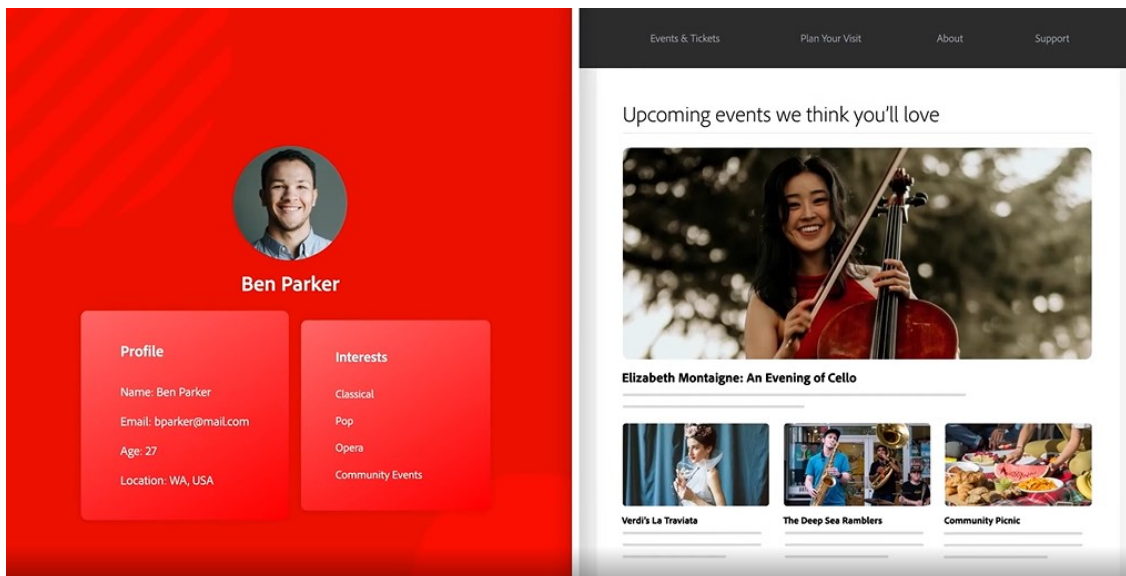 Ben Parker
Profile
Name: Ben Parker
Email: bparker@mail.com
Age: 27
Location: WA, USA
Interests
Classical
Pop
Opera
Community Events
Events & Tickets
Plan Your Visit
About
Support
Upcoming events we think you'll love
Elizabeth Montaigne: An Evening of Cello
Verdi's La Traviata
The Deep Sea Ramblers
Community Picnic